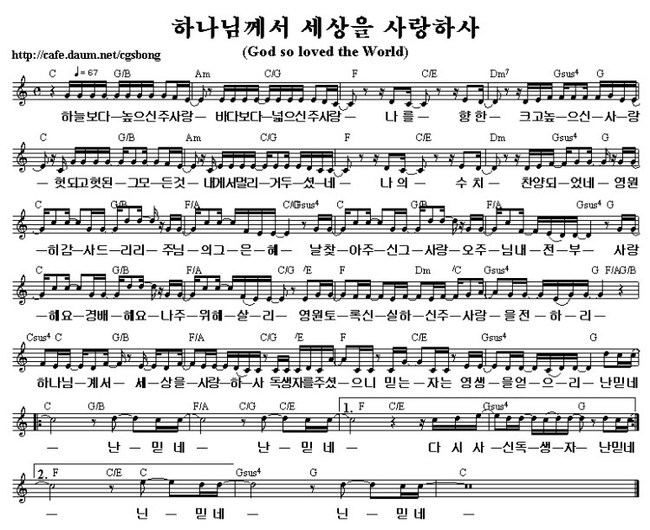 하나님께서 세상을 사랑하사
(God so loved the World)
http://cafe.daum.net/cgsbong
C ♩= 67 G/B Am C/G F C/E Dm7 Gsus4 G
하늘보다–높으신주사랑– 바다보다–넓으신주사랑– 나를– 향한– 크고높–으신–사–랑
C G/B Am C/G F C/E Dm Gsus4 G
–헛되고헛된–그모–든것– 내게서멀리–거두–셨–네– 나의– 수치– 찬양되–었네–영원
C G/B F/A C/G Gsus4 C G/B F/A C/E Gsus4
–히감–사드–리리–주님–의그–은–혜– 날찾–아주–신그–사랑–오주–님내–전–부– 사랑
C G/B F/A C/G /E F Dm /C Gsus4 G F/A G/B
–해요–경배–해요–나주–위해–살–리– 영원토–록신–실하–신주–사랑–을전–하리–
Csus4 C G/B F/A C/G C/E F C/E Gsus4 G
하나님–께서–세–상을–사랑–하–사 독생자를주셨–으니 믿는–자는–영생–을얻–으리–난믿네
C G/B F/A C/G C/E 1. F C/E Gsus4 G
– 난–믿네– – 난–믿네– 다시사–신독–생–자– 난믿네
2. F C/E C Gsus4 G C
– 난–믿네– – 난–믿네–